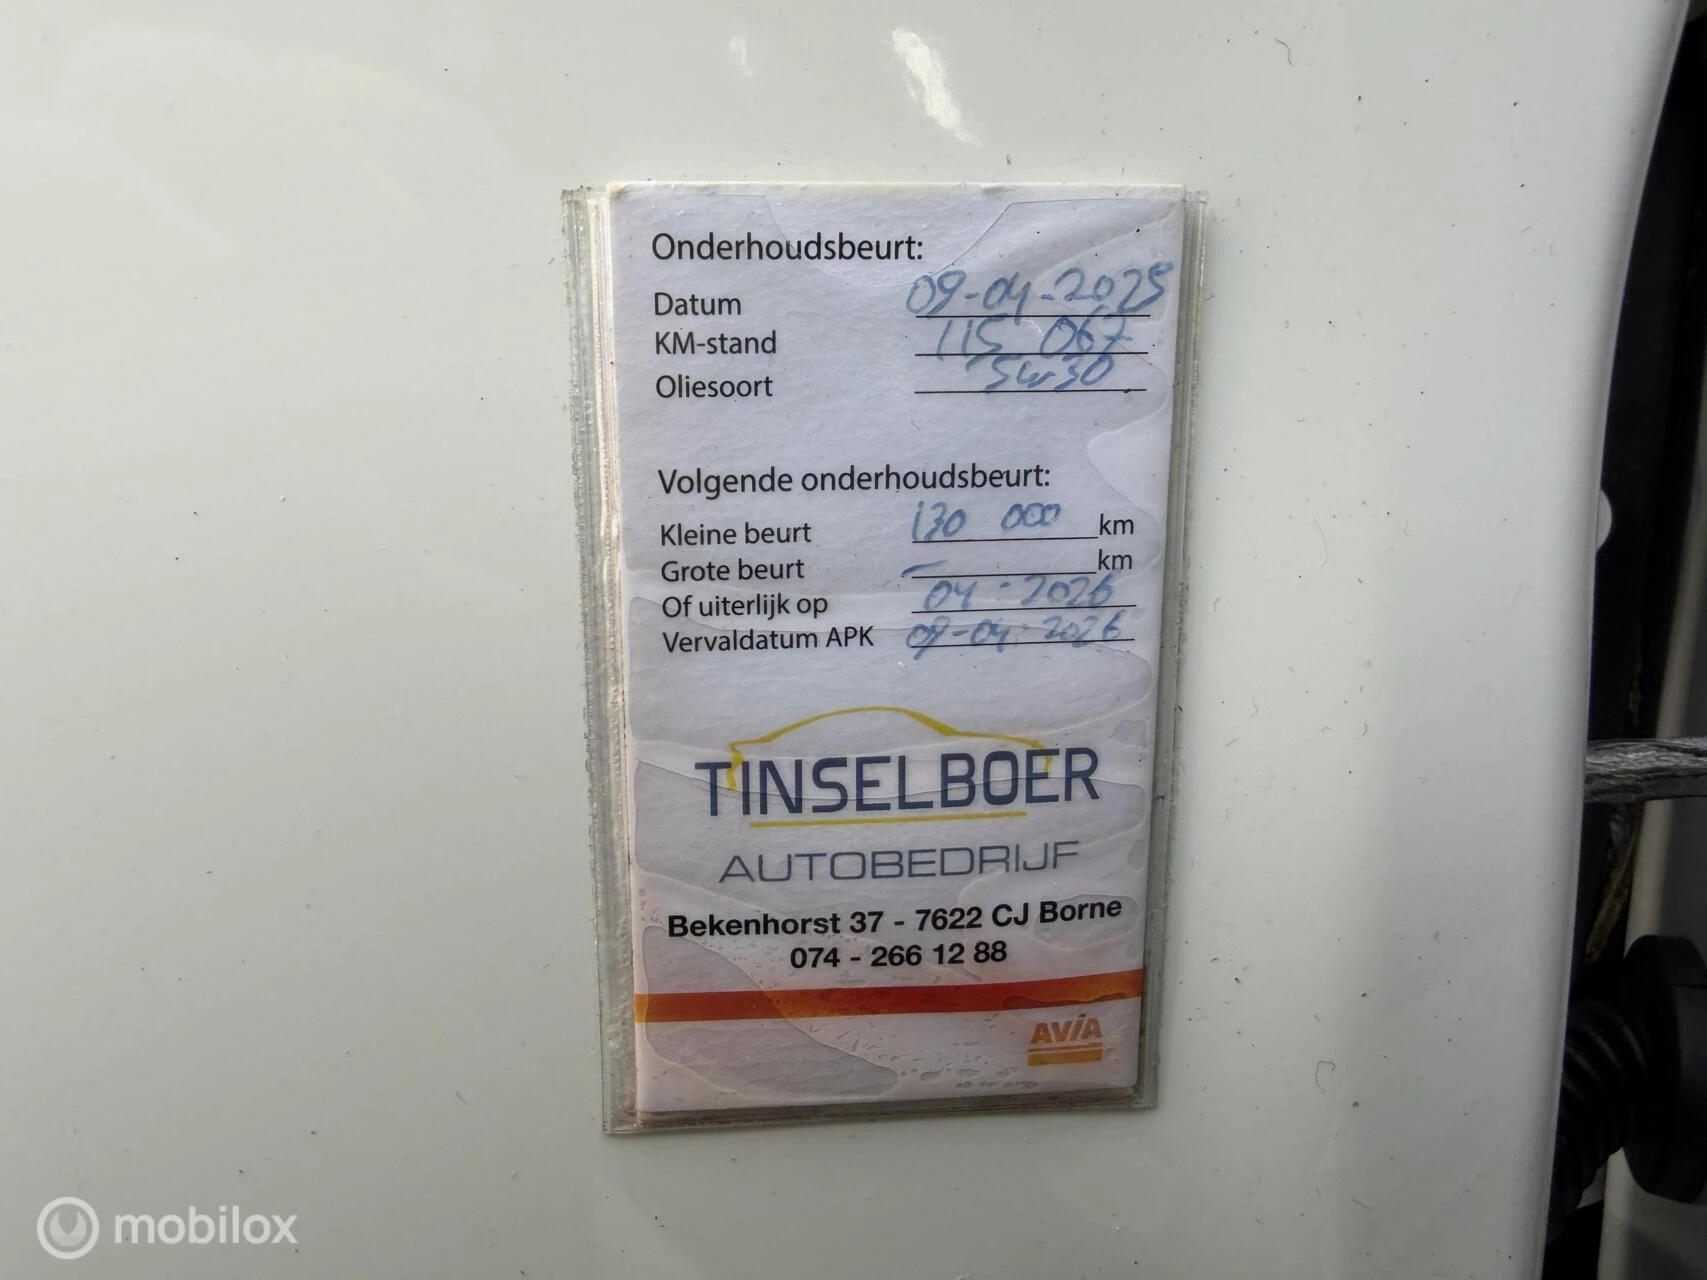 Onderhoudsbeurt:
Datum 09-04-2025
KM-stand 115 067
Oliesoort 5w30
Volgende onderhoudsbeurt:
Kleine beurt 130 000 km
Grote beurt - km
Of uiterlijk op 04-2026
Vervaldatum APK 09-04-2026
TINSELBOER
AUTOBEDRIJF
Bekenhorst 37 - 7622 CJ Borne
074 - 266 12 88
AVIA
mobilox